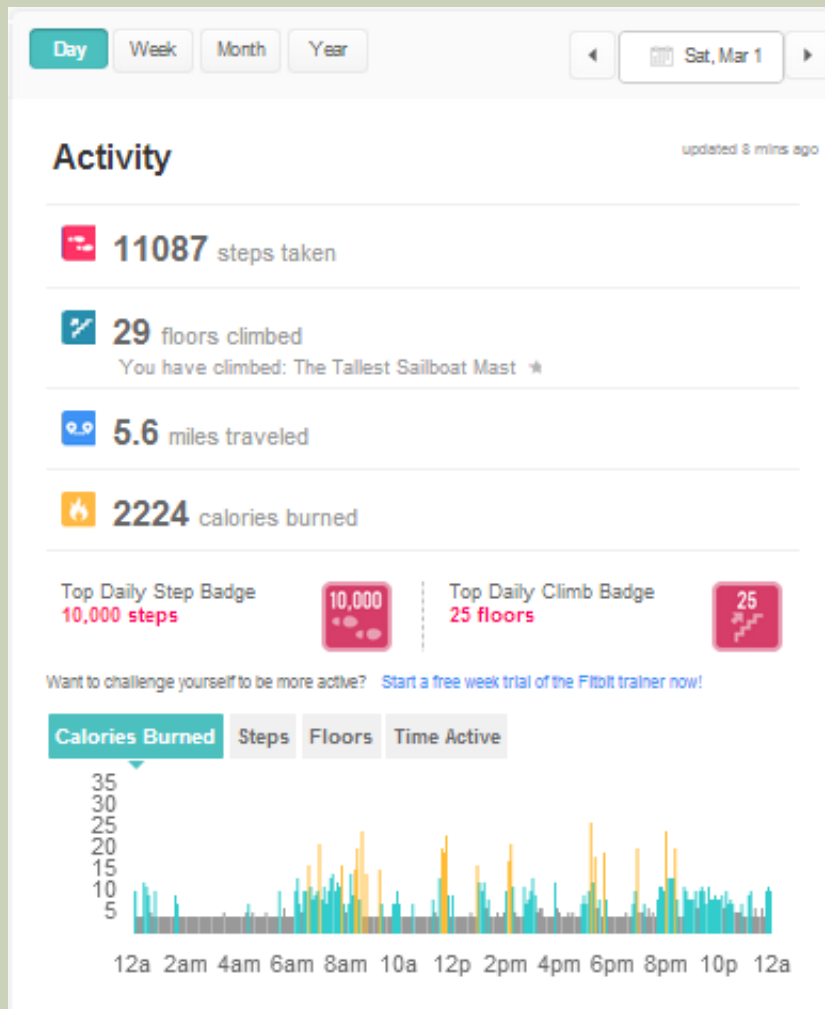 Day Week Month Year Sat, Mar 1
Activity
updated 8 mins ago
11087 steps taken
29 floors climbed
You have climbed: The Tallest Sailboat Mast
5.6 miles traveled
2224 calories burned
Top Daily Step Badge
10,000 steps
10,000
Top Daily Climb Badge
25 floors
25
Want to challenge yourself to be more active? Start a free week trial of the Fitbit trainer now!
Calories Burned Steps Floors Time Active
35
30
25
20
15
10
5
12a 2am 4am 6am 8am 10a 12p 2pm 4pm 6pm 8pm 10p 12a